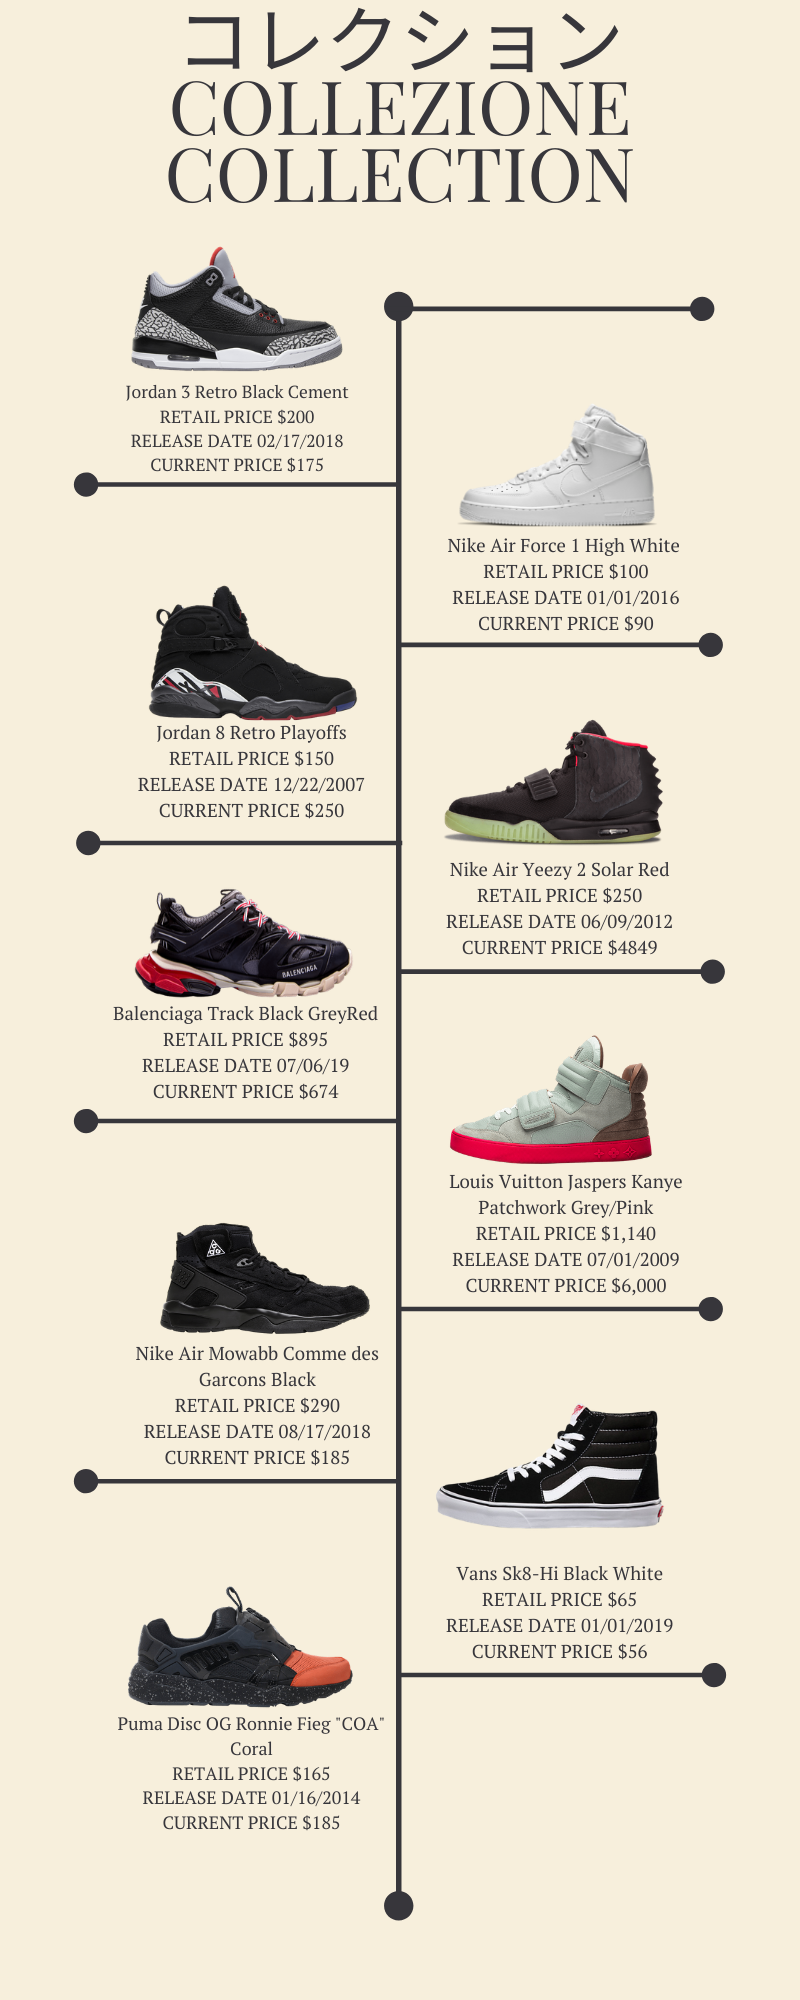 コレクション
COLLEZIONE
COLLECTION
Jordan 3 Retro Black Cement
RETAIL PRICE $200
RELEASE DATE 02/17/2018
CURRENT PRICE $175
Nike Air Force 1 High White
RETAIL PRICE $100
RELEASE DATE 01/01/2016
CURRENT PRICE $90
Jordan 8 Retro Playoffs
RETAIL PRICE $150
RELEASE DATE 12/22/2007
CURRENT PRICE $250
Nike Air Yeezy 2 Solar Red
RETAIL PRICE $250
RELEASE DATE 06/09/2012
CURRENT PRICE $4849
BALENCIAGA
Balenciaga Track Black GreyRed
RETAIL PRICE $895
RELEASE DATE 07/06/19
CURRENT PRICE $674
Louis Vuitton Jaspers Kanye
Patchwork Grey/Pink
RETAIL PRICE $1,140
RELEASE DATE 07/01/2009
CURRENT PRICE $6,000
Nike Air Mowabb Comme des
Garcons Black
RETAIL PRICE $290
RELEASE DATE 08/17/2018
CURRENT PRICE $185
Vans Sk8-Hi Black White
RETAIL PRICE $65
RELEASE DATE 01/01/2019
CURRENT PRICE $56
Puma Disc OG Ronnie Fieg "COA"
Coral
RETAIL PRICE $165
RELEASE DATE 01/16/2014
CURRENT PRICE $185